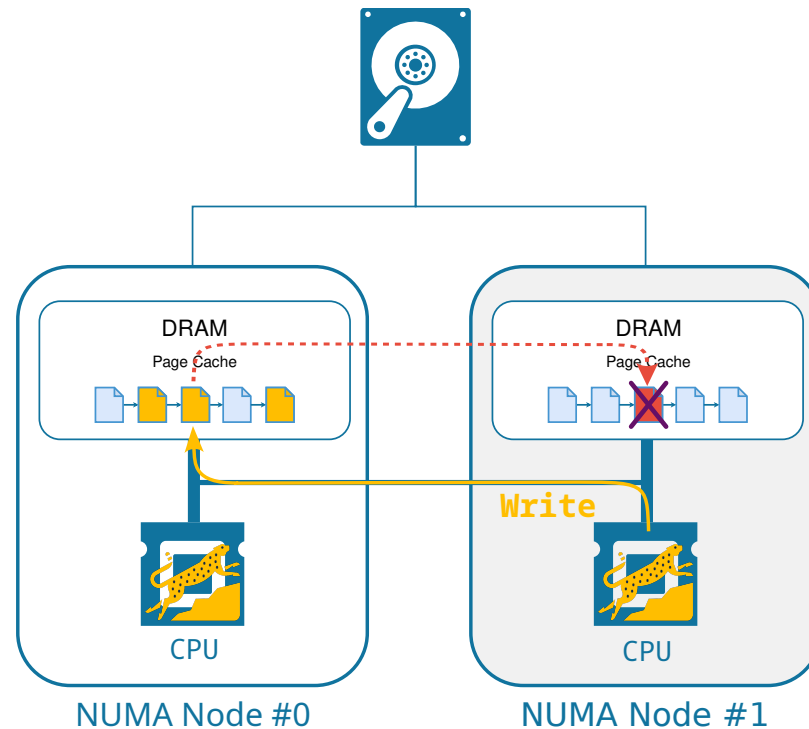 DRAM
Page Cache
DRAM
Page Cache
Write
CPU
CPU
NUMA Node #0
NUMA Node #1